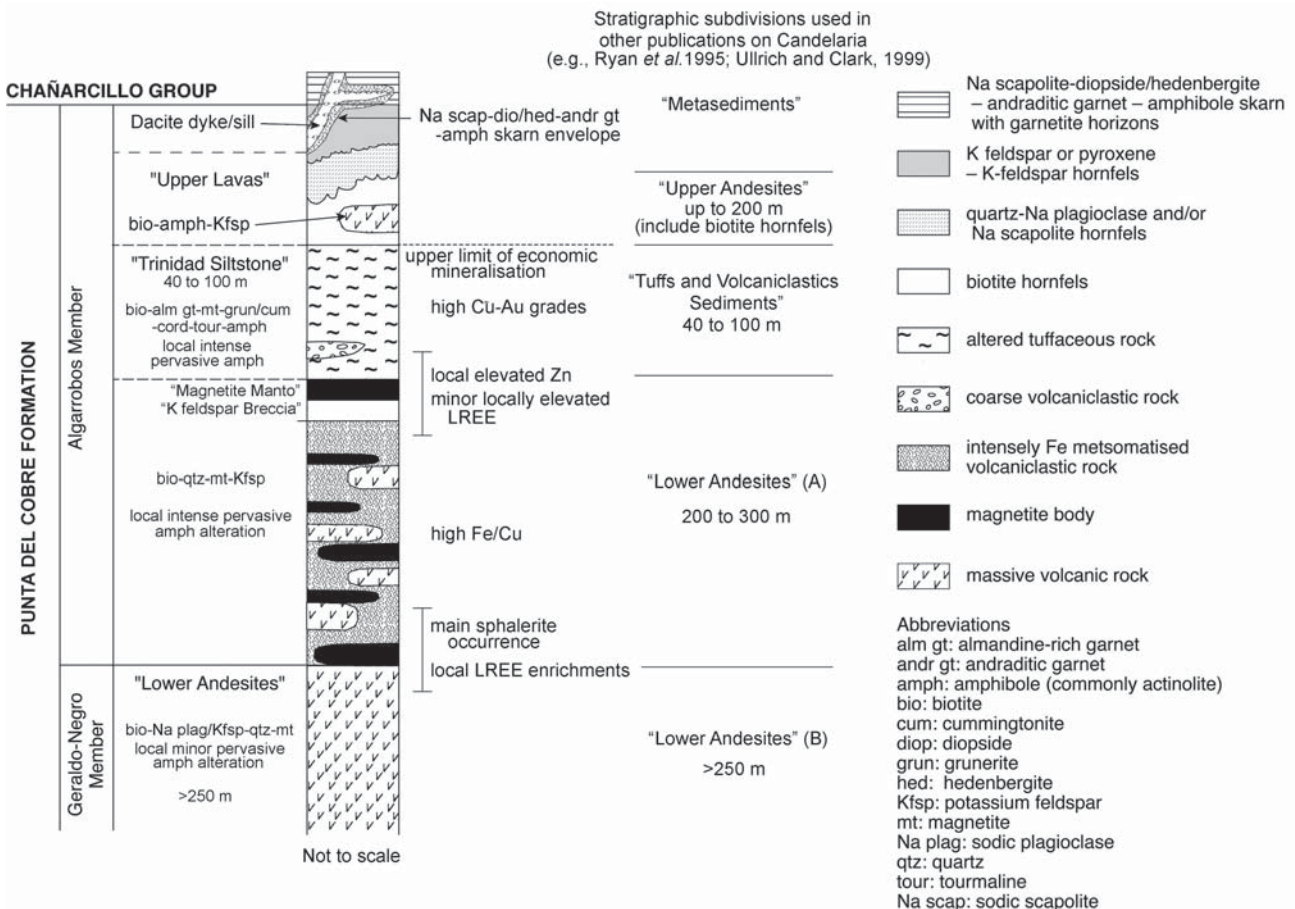 Stratigraphic subdivisions used in
other publications on Candelaria
(e.g., Ryan et al.1995; Ullrich and Clark, 1999)
CHAÑARCILLO GROUP
Dacite dyke/sill
Na scap-dio/hed-andr gt
-amph skarn envelope
"Upper Lavas"
bio-amph-Kfsp
"Trinidad Siltstone"
40 to 100 m
bio-alm gt-mt-grun/cum
-cord-tour-amph
local intense
pervasive amph
"Magnetite Manto"
"K feldspar Breccia"
bio-qtz-mt-Kfsp
local intense pervasive
amph alteration
"Lower Andesites"
bio-Na plag/Kfsp-qtz-mt
local minor pervasive
amph alteration
>250 m
PUNTA DEL COBRE FORMATION
Algarrobos Member
Geraldo-Negro
Member
Not to scale
upper limit of economic
mineralisation
high Cu-Au grades
local elevated Zn
minor locally elevated
LREE
high Fe/Cu
main sphalerite
occurrence
local LREE enrichments
"Metasediments"
"Upper Andesites"
up to 200 m
(include biotite hornfels)
"Tuffs and Volcaniclastics
Sediments"
40 to 100 m
"Lower Andesites" (A)
200 to 300 m
"Lower Andesites" (B)
>250 m
Na scapolite-diopside/hedenbergite
– andraditic garnet – amphibole skarn
with garnetite horizons
K feldspar or pyroxene
– K-feldspar hornfels
quartz-Na plagioclase and/or
Na scapolite hornfels
biotite hornfels
altered tuffaceous rock
coarse volcaniclastic rock
intensely Fe metsomatised
volcaniclastic rock
magnetite body
massive volcanic rock
Abbreviations
alm gt: almandine-rich garnet
andr gt: andraditic garnet
amph: amphibole (commonly actinolite)
bio: biotite
cum: cummingtonite
diop: diopside
grun: grunerite
hed: hedenbergite
Kfsp: potassium feldspar
mt: magnetite
Na plag: sodic plagioclase
qtz: quartz
tour: tourmaline
Na scap: sodic scapolite